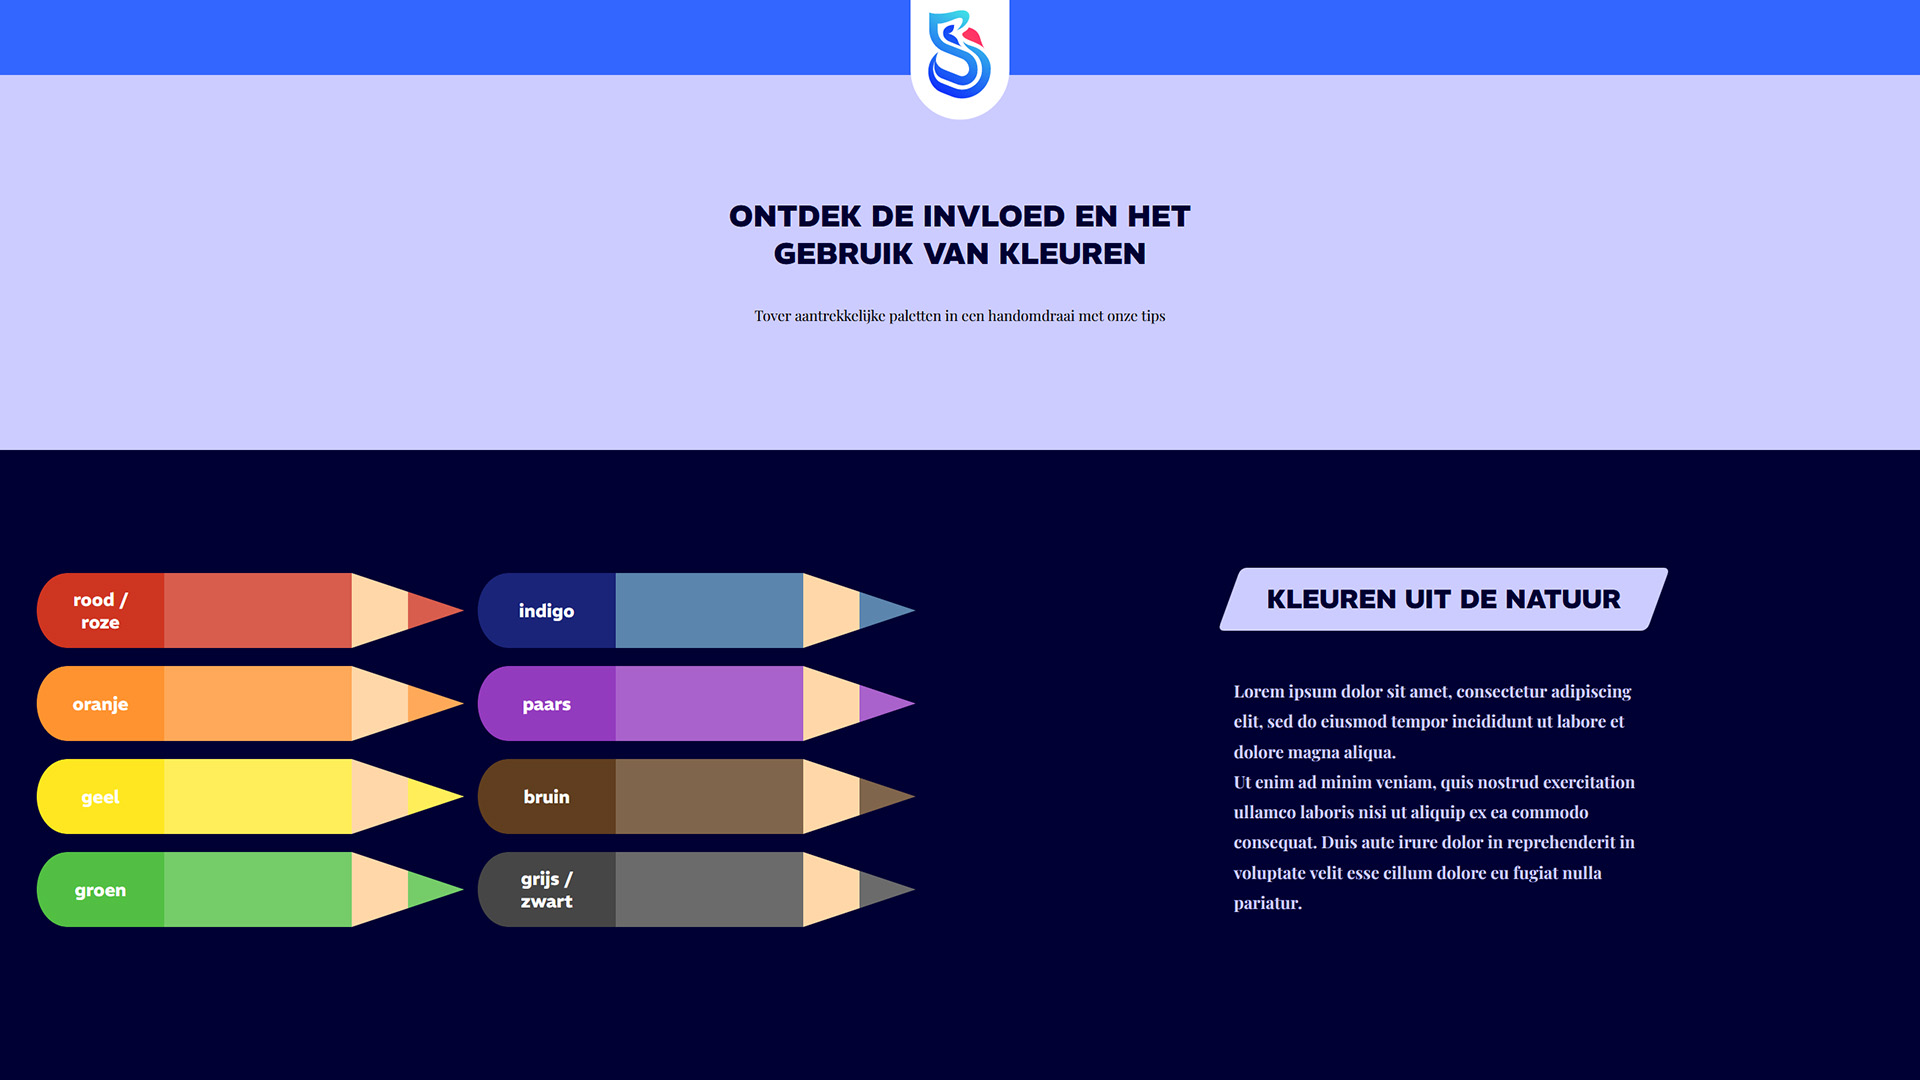 ONTDEK DE INVLOED EN HET
GEBRUIK VAN KLEUREN
Tover aantrekkelijke paletten in een handomdraai met onze tips
rood /
roze
oranje
geel
groen
indigo
paars
bruin
grijs /
zwart
KLEUREN UIT DE NATUUR
Lorem ipsum dolor sit amet, consectetur adipiscing
elit, sed do eiusmod tempor incididunt ut labore et
dolore magna aliqua.
Ut enim ad minim veniam, quis nostrud exercitation
ullamco laboris nisi ut aliquip ex ea commodo
consequat. Duis aute irure dolor in reprehenderit in
voluptate velit esse cillum dolore eu fugiat nulla
pariatur.